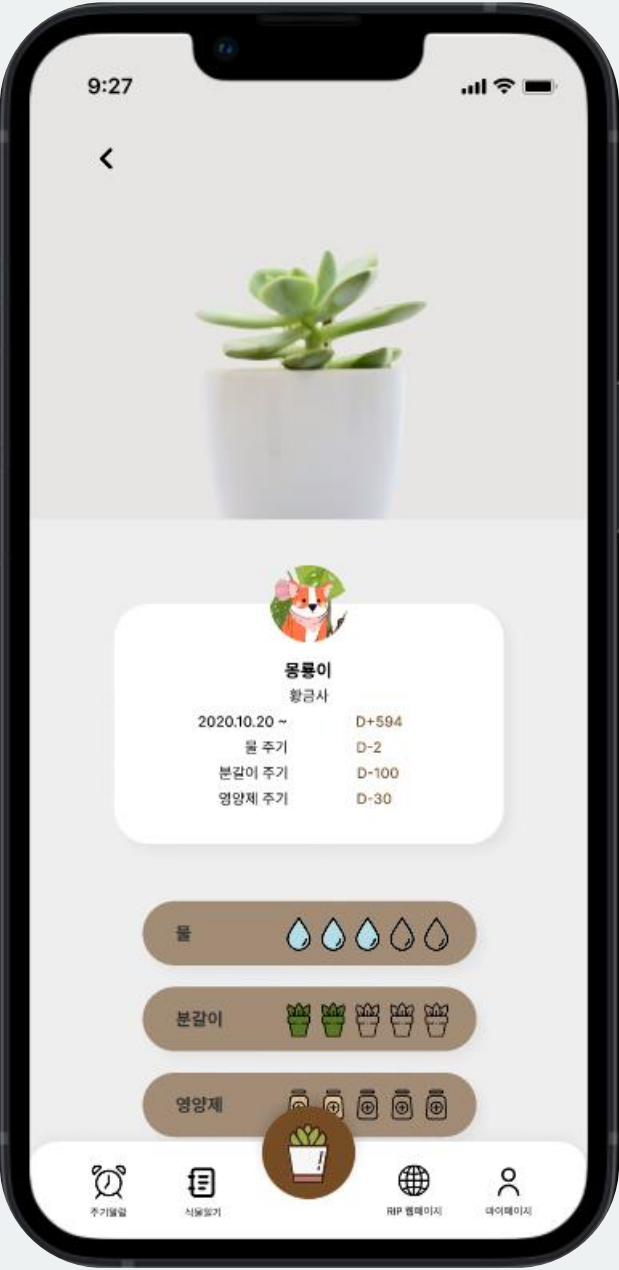 9:27
몽룡이
황금사
2020.10.20 ~ D+594
물 주기 D-2
분갈이 주기 D-100
영양제 주기 D-30
물
분갈이
영양제
주기알림 식물일기 RIP 웹페이지 마이페이지